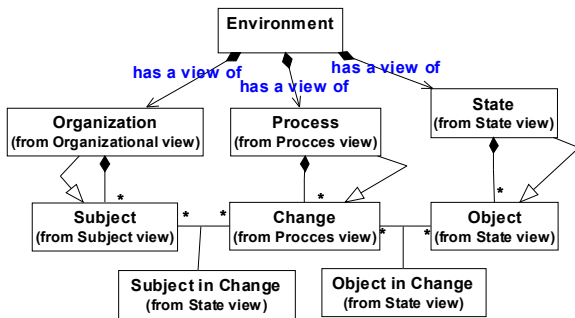 Environment
has a view of
has a view of
has a view of
Organization
(from Organizational view)
Process
(from Procces view)
State
(from State view)
*
*
*
Subject
(from Subject view)
*
*
Change
(from Procces view)
*
*
Object
(from State view)
Subject in Change
(from State view)
Object in Change
(from State view)